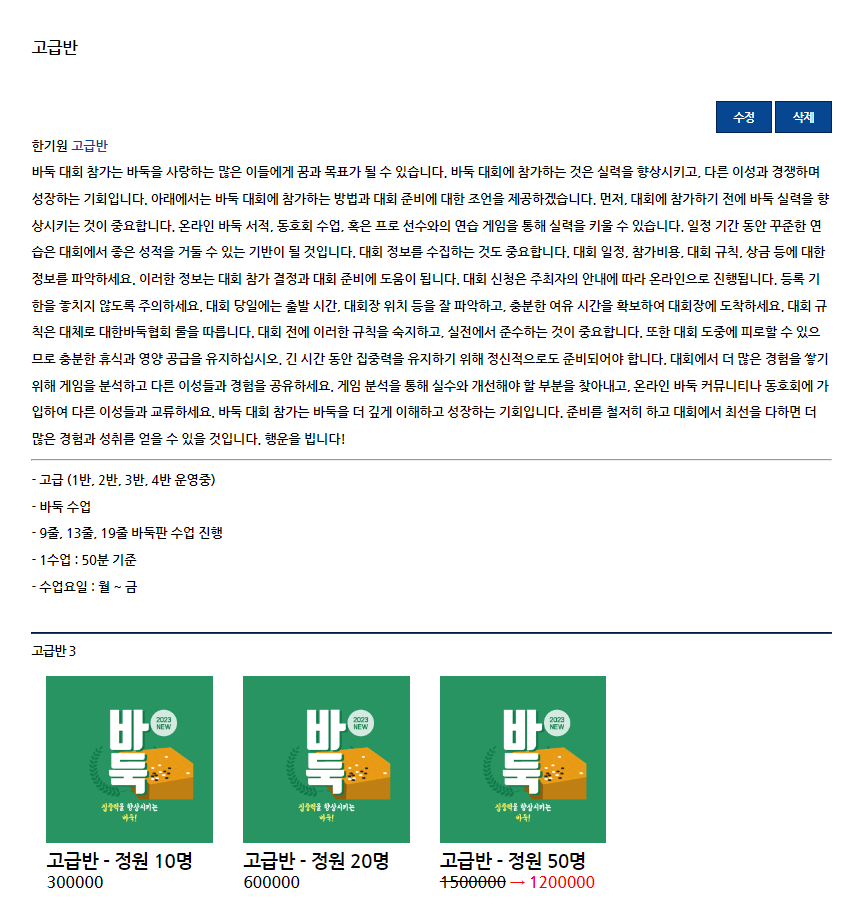 고급반
수정 삭제
한기원 고급반
바둑 대회 참가는 바둑을 사랑하는 많은 이들에게 꿈과 목표가 될 수 있습니다. 바둑 대회에 참가하는 것은 실력을 향상시키고, 다른 이성과 경쟁하며
성장하는 기회입니다. 아래에서는 바둑 대회에 참가하는 방법과 대회 준비에 대한 조언을 제공하겠습니다. 먼저, 대회에 참가하기 전에 바둑 실력을 향
상시키는 것이 중요합니다. 온라인 바둑 서적, 동호회 수업, 혹은 프로 선수와의 연습 게임을 통해 실력을 키울 수 있습니다. 일정 기간 동안 꾸준한 연
습은 대회에서 좋은 성적을 거둘 수 있는 기반이 될 것입니다. 대회 정보를 수집하는 것도 중요합니다. 대회 일정, 참가비용, 대회 규칙, 상금 등에 대한
정보를 파악하세요. 이러한 정보는 대회 참가 결정과 대회 준비에 도움이 됩니다. 대회 신청은 주최자의 안내에 따라 온라인으로 진행됩니다. 등록 기
한을 놓치지 않도록 주의하세요. 대회 당일에는 출발 시간, 대회장 위치 등을 잘 파악하고, 충분한 여유 시간을 확보하여 대회장에 도착하세요. 대회 규
칙은 대체로 대한바둑협회 룰을 따릅니다. 대회 전에 이러한 규칙을 숙지하고, 실전에서 준수하는 것이 중요합니다. 또한 대회 도중에 피로할 수 있으
므로 충분한 휴식과 영양 공급을 유지하십시오. 긴 시간 동안 집중력을 유지하기 위해 정신적으로도 준비되어야 합니다. 대회에서 더 많은 경험을 쌓기
위해 게임을 분석하고 다른 이성들과 경험을 공유하세요. 게임 분석을 통해 실수와 개선해야 할 부분을 찾아내고, 온라인 바둑 커뮤니티나 동호회에 가
입하여 다른 이성들과 교류하세요. 바둑 대회 참가는 바둑을 더 깊게 이해하고 성장하는 기회입니다. 준비를 철저히 하고 대회에서 최선을 다하면 더
많은 경험과 성취를 얻을 수 있을 것입니다. 행운을 빕니다!
- 고급 (1반, 2반, 3반, 4반 운영중)
- 바둑 수업
- 9줄, 13줄, 19줄 바둑판 수업 진행
- 1수업 : 50분 기준
- 수업요일 : 월 ~ 금
고급반 3
바둑
2023
NEW
집중력을 향상시키는
바둑!
바둑
2023
NEW
집중력을 향상시키는
바둑!
바둑
2023
NEW
집중력을 향상시키는
바둑!
고급반 - 정원 10명 고급반 - 정원 20명 고급반 - 정원 50명
300000 600000 1500000 → 1200000